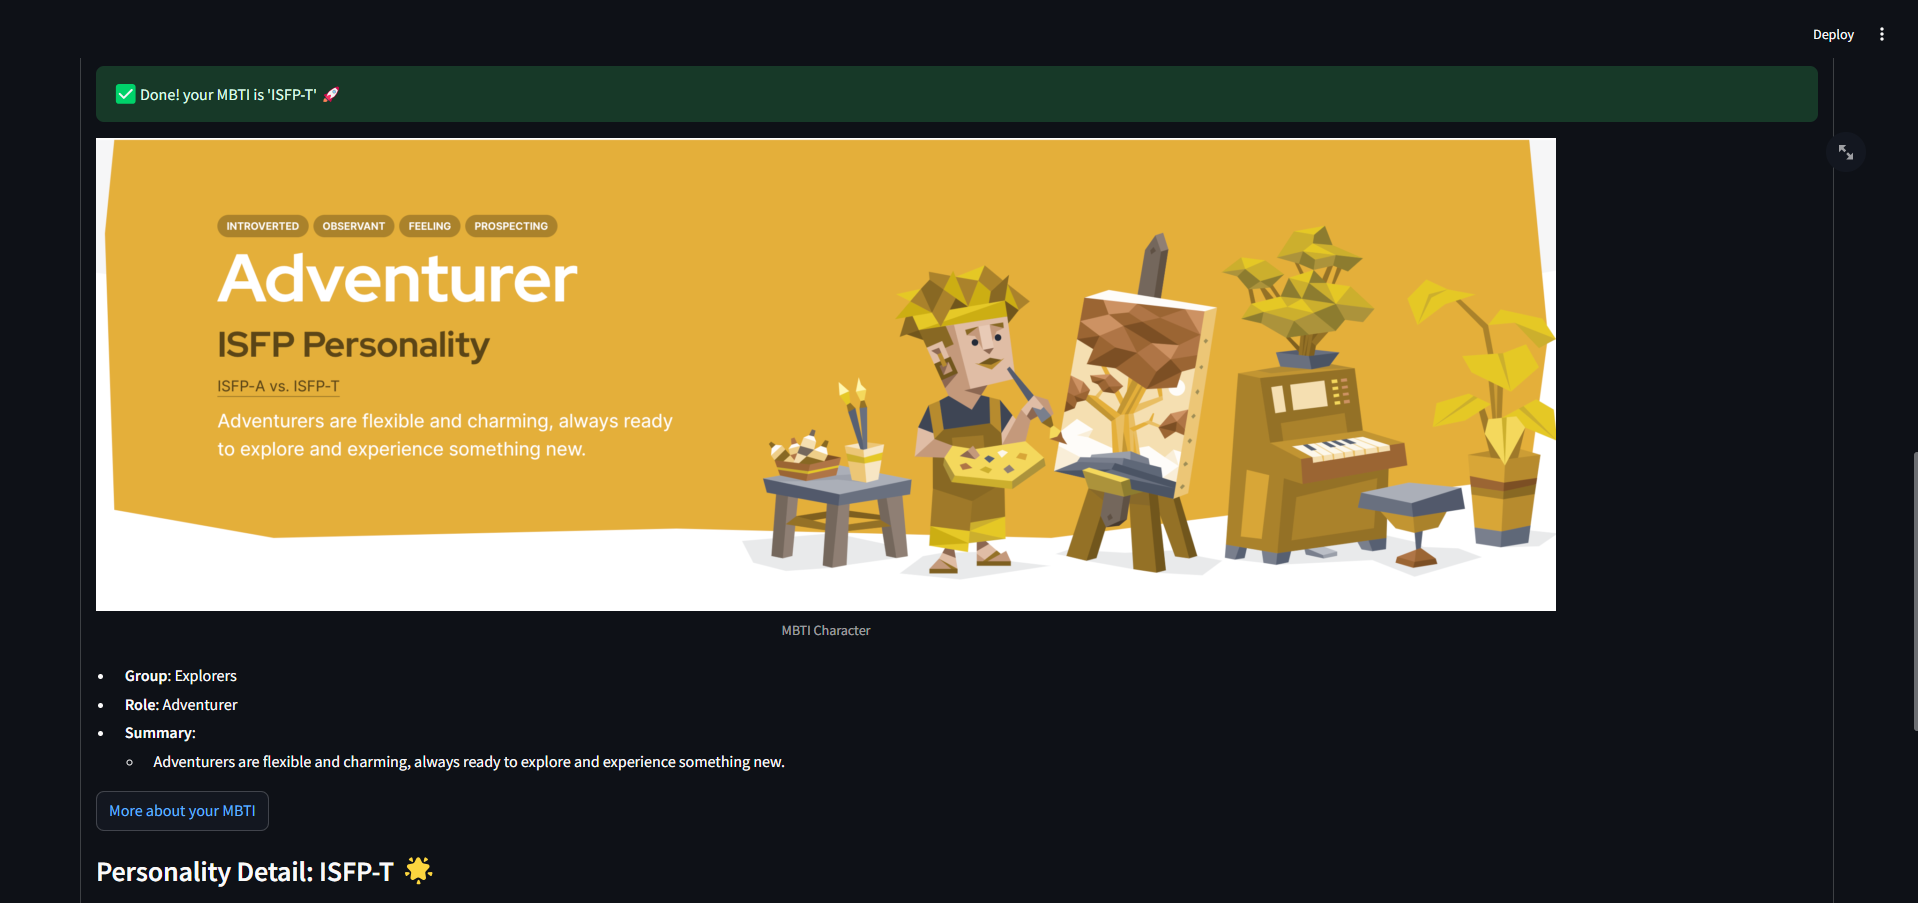 Deploy
Done! your MBTI is 'ISFP-T'
INTROVERTED OBSERVANT FEELING PROSPECTING
Adventurer
ISFP Personality
ISFP-A vs. ISFP-T
Adventurers are flexible and charming, always ready
to explore and experience something new.
MBTI Character
Group: Explorers
Role: Adventurer
Summary:
Adventurers are flexible and charming, always ready to explore and experience something new.
More about your MBTI
Personality Detail: ISFP-T